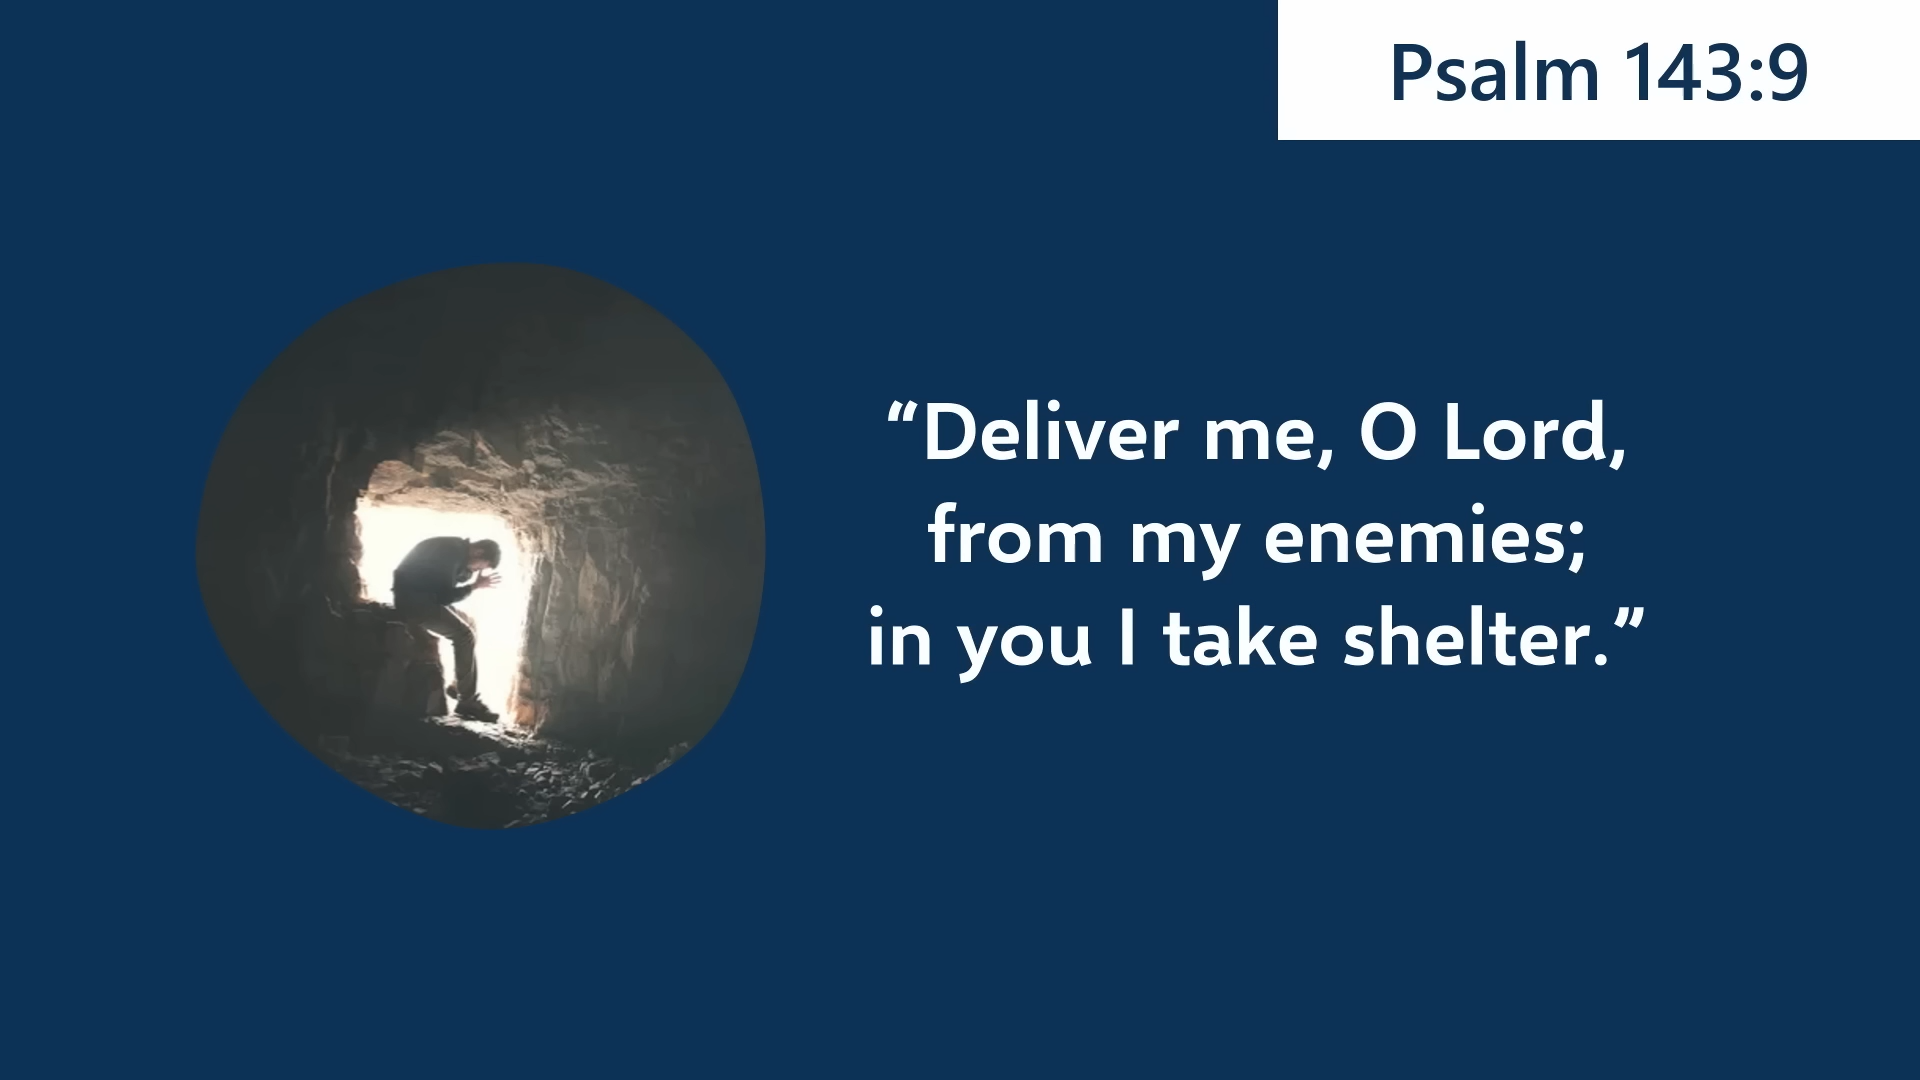 Psalm 143:9
“Deliver me, O Lord,
from my enemies;
in you I take shelter.”